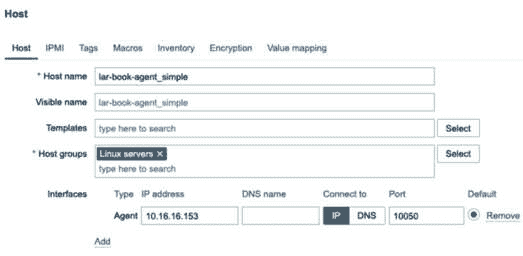 Host
Host IPMI Tags Macros Inventory Encryption Value mapping
* Host name lar-book-agent_simple
Visible name lar-book-agent_simple
Templates type here to search Select
* Host groups Linux servers × Select
type here to search
Interfaces Type IP address DNS name Connect to Port Default
Agent 10.16.16.153 IP DNS 10050 Remove
Add